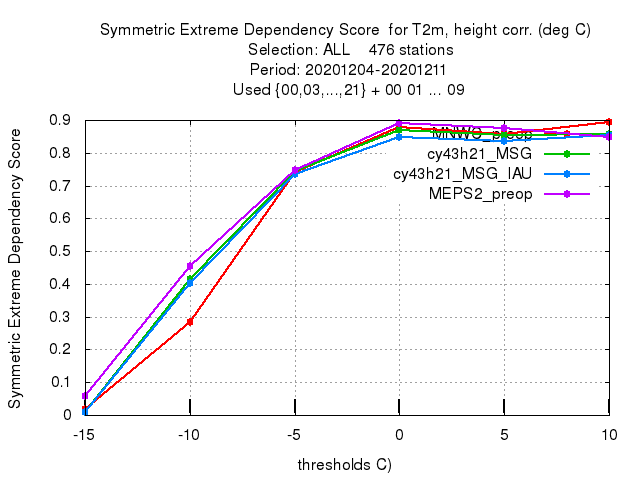 Symmetric Extreme Dependency Score for T2m, height corr. (deg C)
Selection: ALL 476 stations
Period: 20201204-20201211
Used {00,03,...,21} + 00 01 ... 09
Symmetric Extreme Dependency Score
0.9
0.8
0.7
0.6
0.5
0.4
0.3
0.2
0.1
0
MNWC_preop
cy43h21_MSG
cy43h21_MSG_IAU
MEPS2_preop
-15 -10 -5 0 5 10
thresholds C)